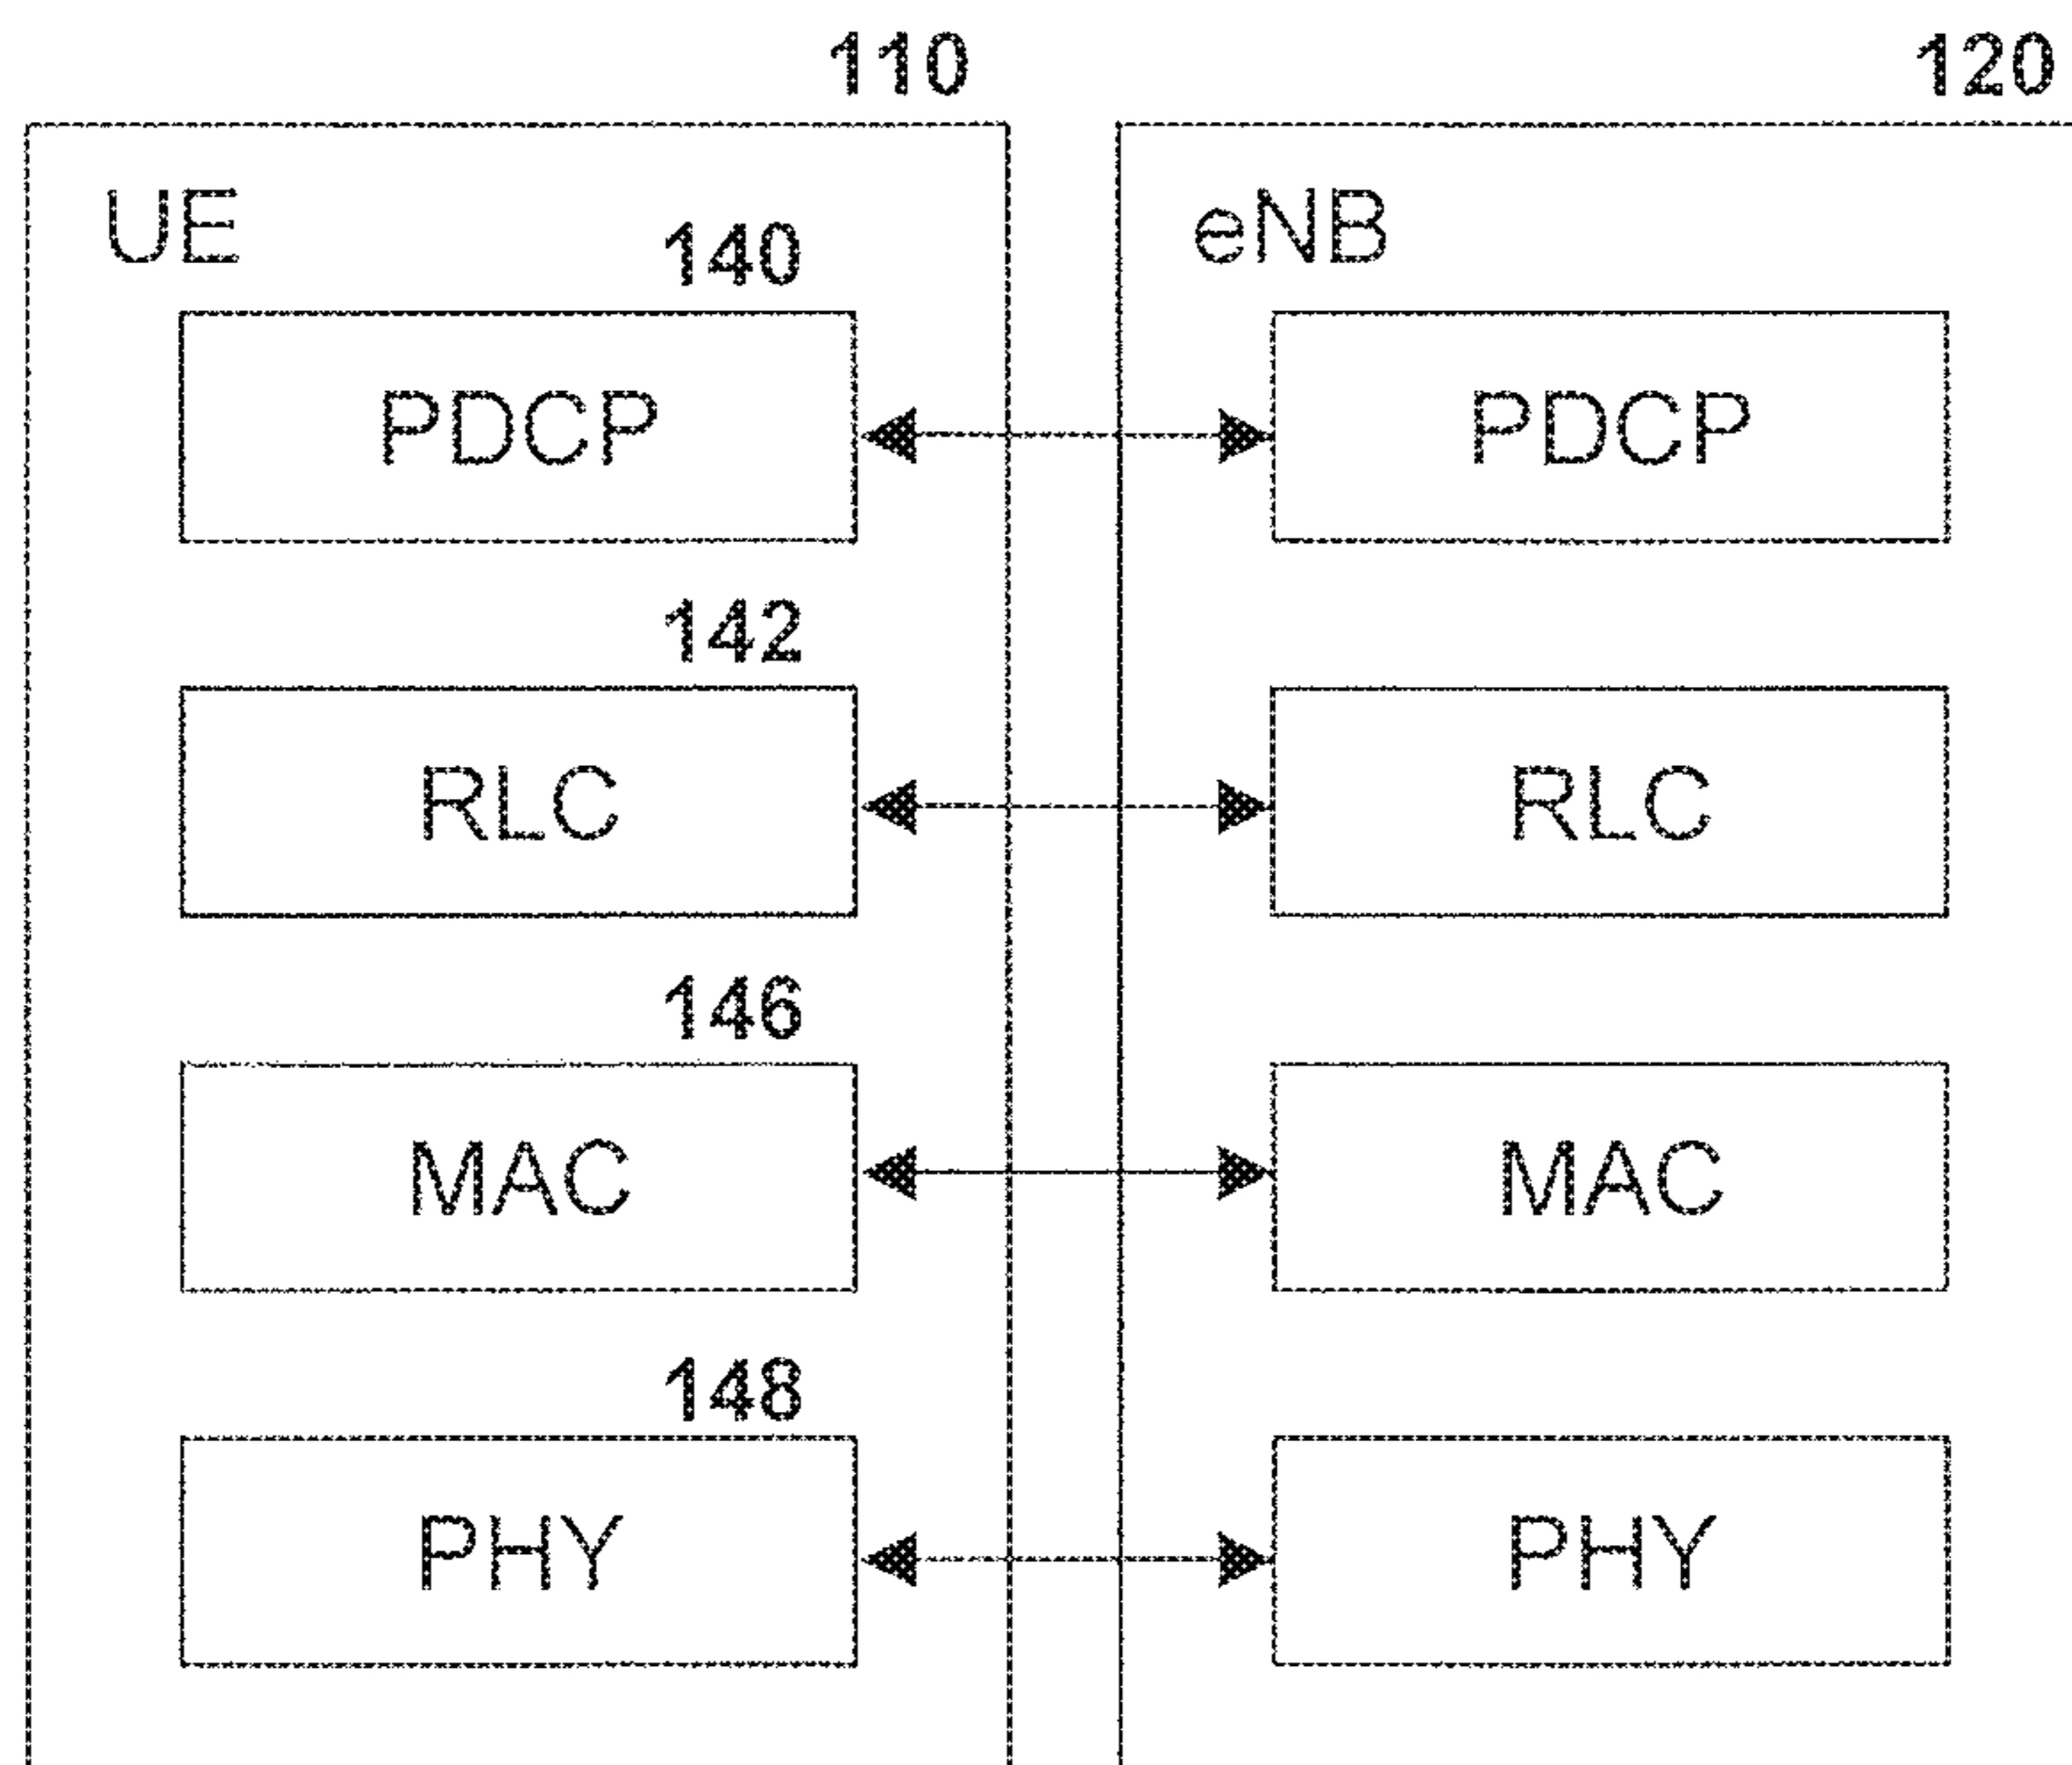 110 120
UE eNB
140
PDCP PDCP
142
RLC RLC
146
MAC MAC
148
PHY PHY